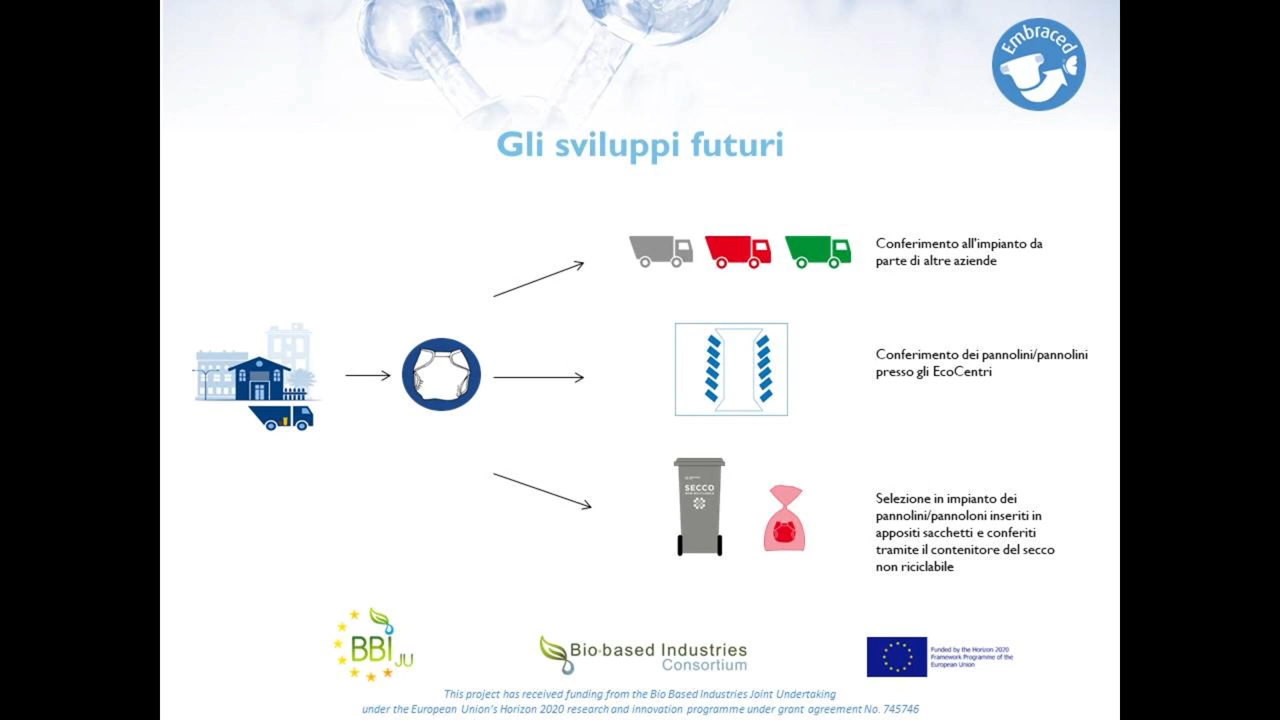 Embraced
Gli sviluppi futuri
Conferimento all'impianto da
parte di altre aziende
Conferimento dei pannolini/pannolini
presso gli EcoCentri
SECCO
Selezione in impianto dei
pannolini/pannoloni inseriti in
appositi sacchetti e conferiti
tramite il contenitore del secco
non riciclabile
BBI JU
Bio-based Industries
Consortium
Funded by the Horizon 2020
Framework Programme of the
European Union
This project has received funding from the Bio Based Industries Joint Undertaking
under the European Union's Horizon 2020 research and innovation programme under grant agreement No. 745746